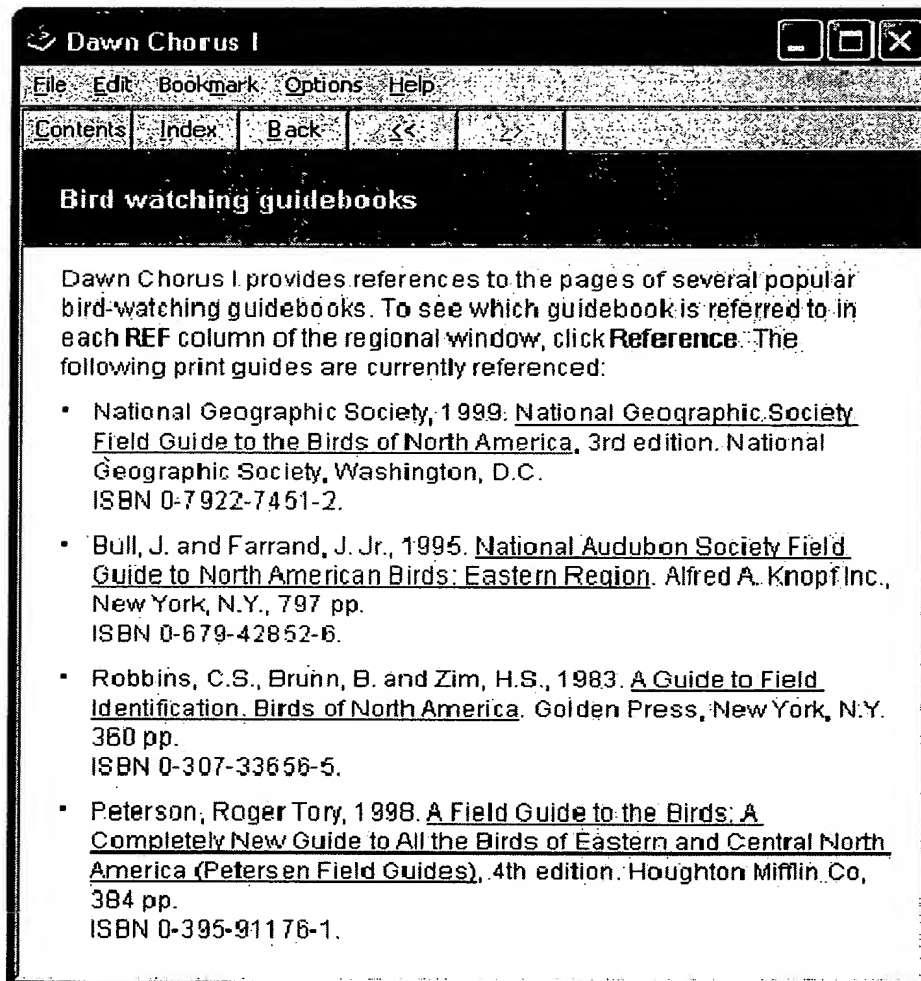 Dawn Chorus I
File Edit Bookmark Options Help
Contents Index Back << >>
Bird watching guidebooks
Dawn Chorus I provides references to the pages of several popular
bird-watching guidebooks. To see which guidebook is referred to in
each REF column of the regional window, click Reference. The
following print guides are currently referenced:
▪ National Geographic Society, 1999. National Geographic Society
Field Guide to the Birds of North America, 3rd edition. National
Geographic Society, Washington, D.C.
ISBN 0-7922-7451-2.
▪ Bull, J. and Farrand, J. Jr., 1995. National Audubon Society Field
Guide to North American Birds: Eastern Region. Alfred A. Knopf Inc.,
New York, N.Y., 797 pp.
ISBN 0-679-42852-6.
▪ Robbins, C.S., Brunn, B. and Zim, H.S., 1983. A Guide to Field
Identification. Birds of North America. Golden Press, New York, N.Y.
360 pp.
ISBN 0-307-33656-5.
▪ Peterson, Roger Tory, 1998. A Field Guide to the Birds: A
Completely New Guide to All the Birds of Eastern and Central North
America (Petersen Field Guides), 4th edition. Houghton Mifflin Co,
384 pp.
ISBN 0-395-91176-1.